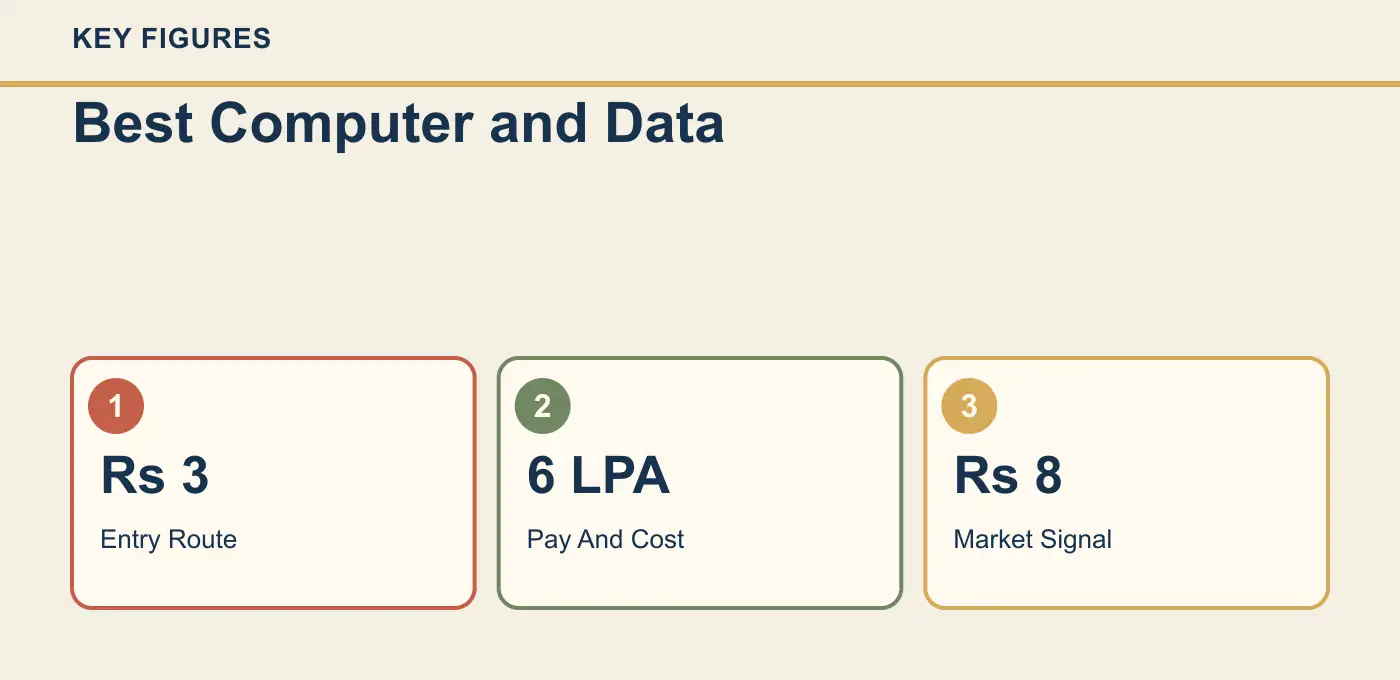 KEY FIGURES
Best Computer and Data
1
Rs 3
Entry Route
2
6 LPA
Pay And Cost
3
Rs 8
Market Signal